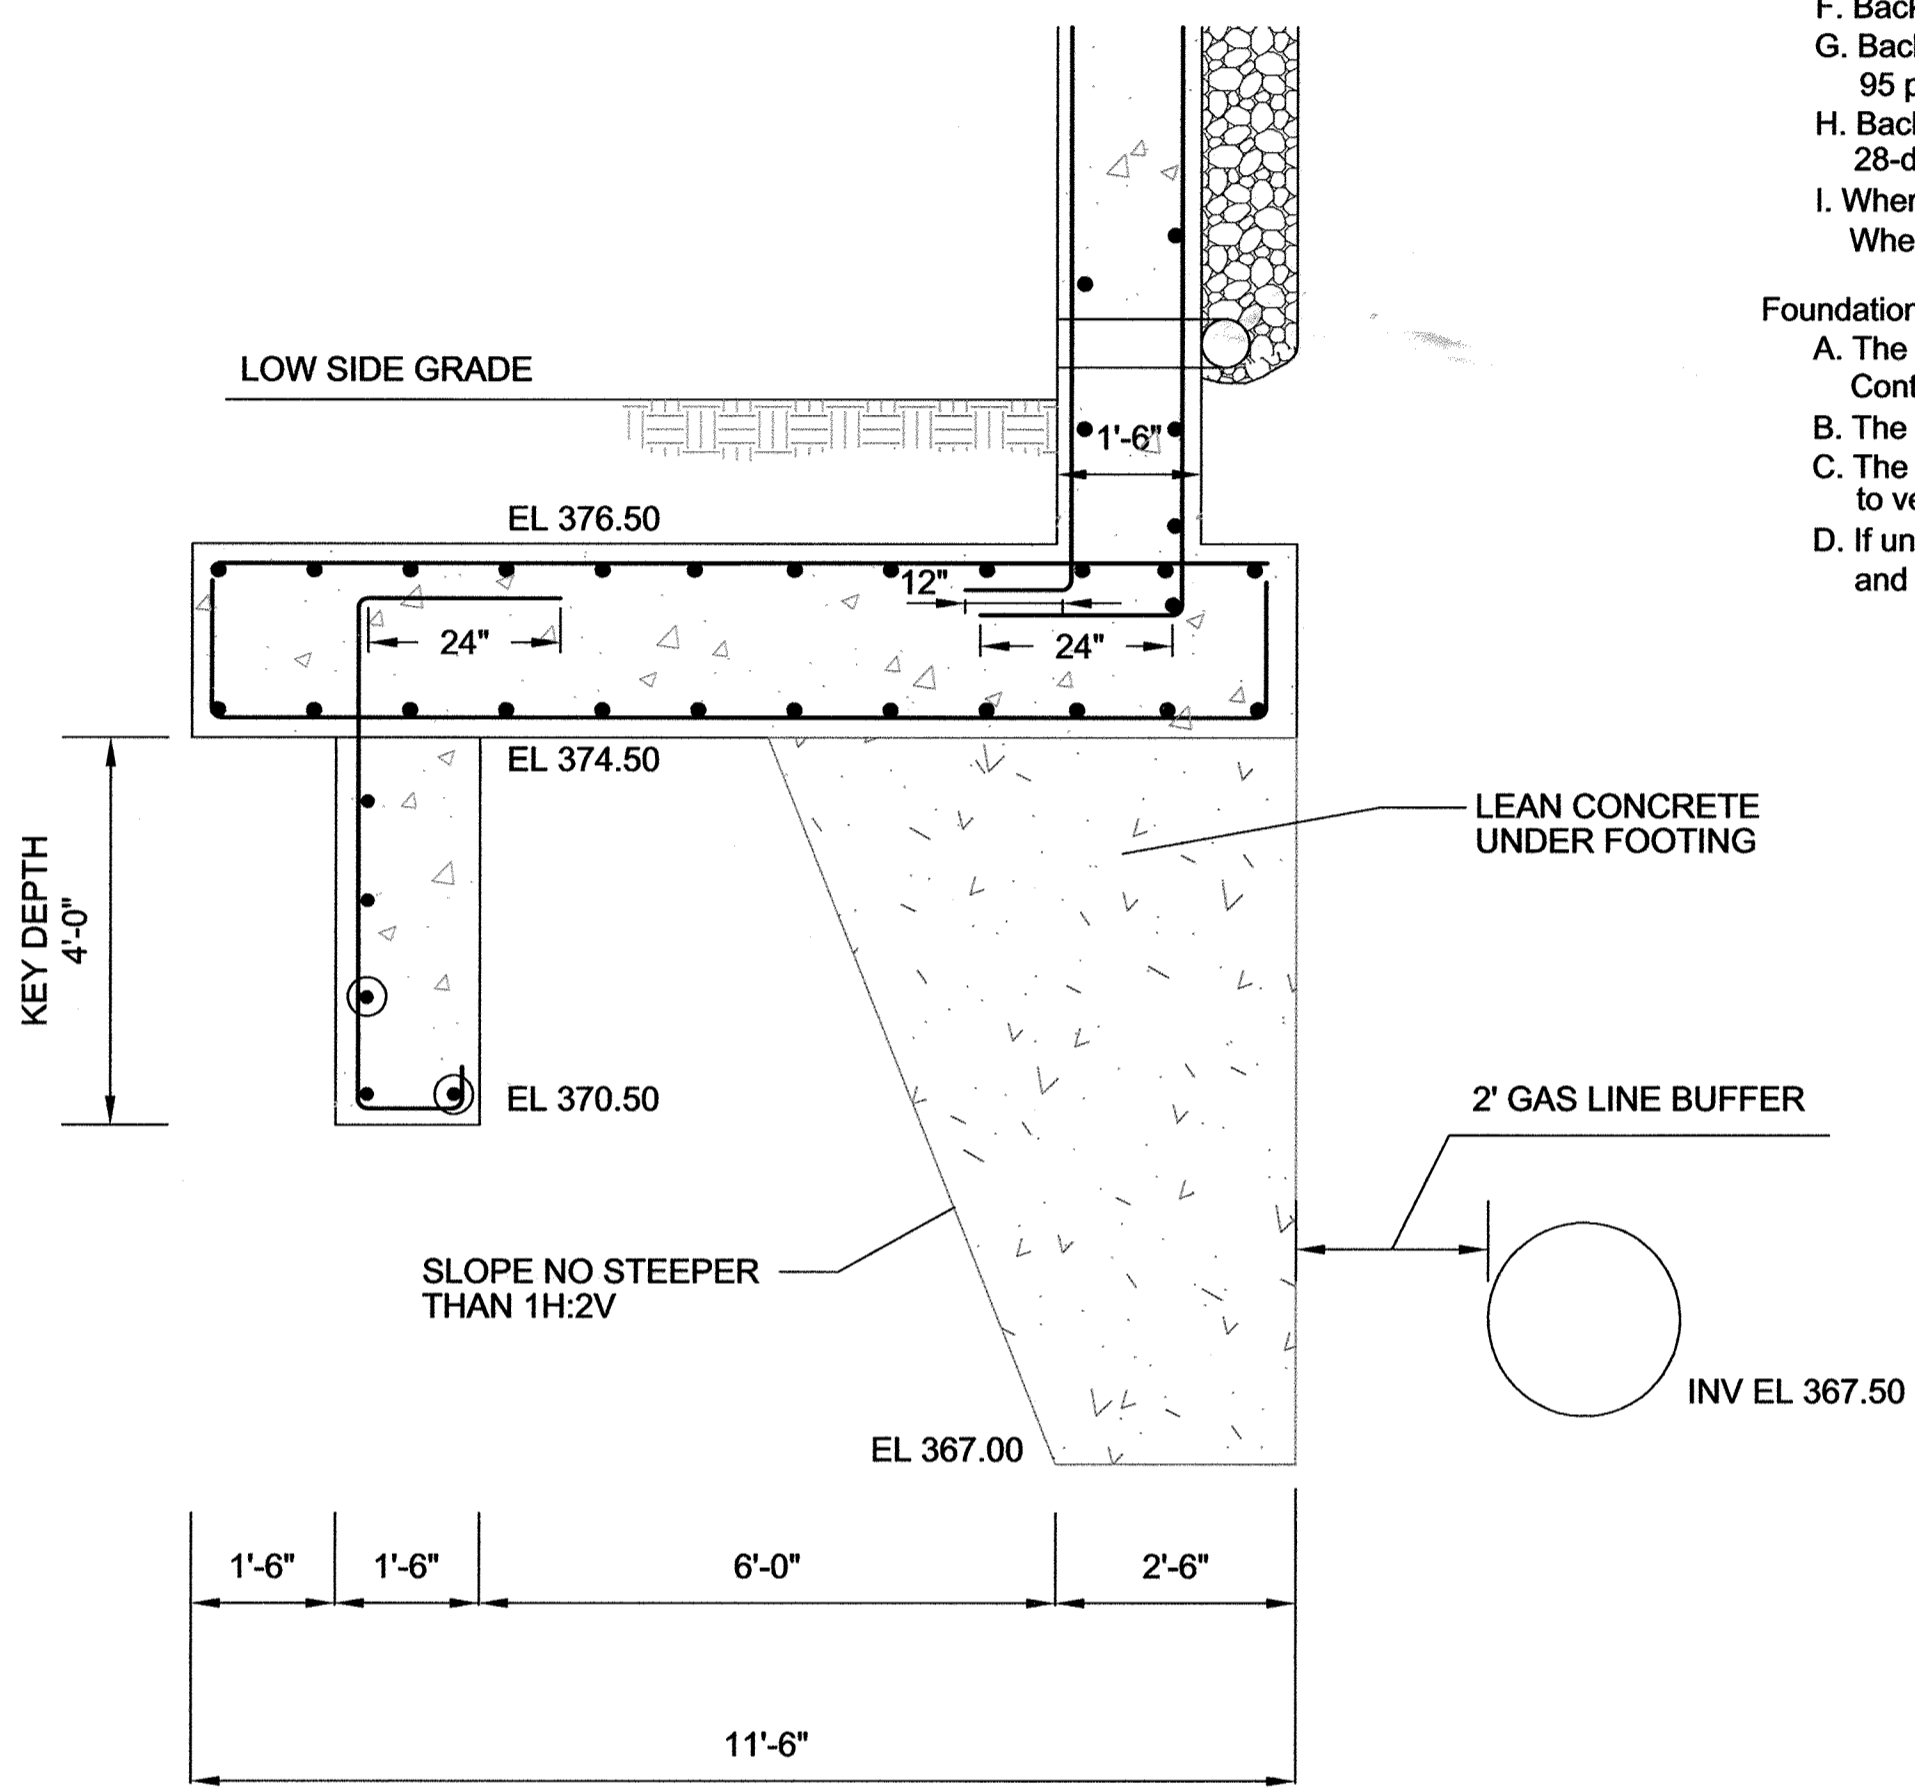 F. Back
G. Bac
95 p
H. Bac
28-d
I. Wher
Whe
Foundation
A. The
Cont
B. The
C. The
to ve
D. If un
and
LOW SIDE GRADE
1'-6"
EL 376.50
12"
24"
24"
EL 374.50
KEY DEPTH
4'-0"
LEAN CONCRETE
UNDER FOOTING
EL 370.50
2' GAS LINE BUFFER
SLOPE NO STEEPER
THAN 1H:2V
INV EL 367.50
EL 367.00
1'-6"
1'-6"
6'-0"
2'-6"
11'-6"